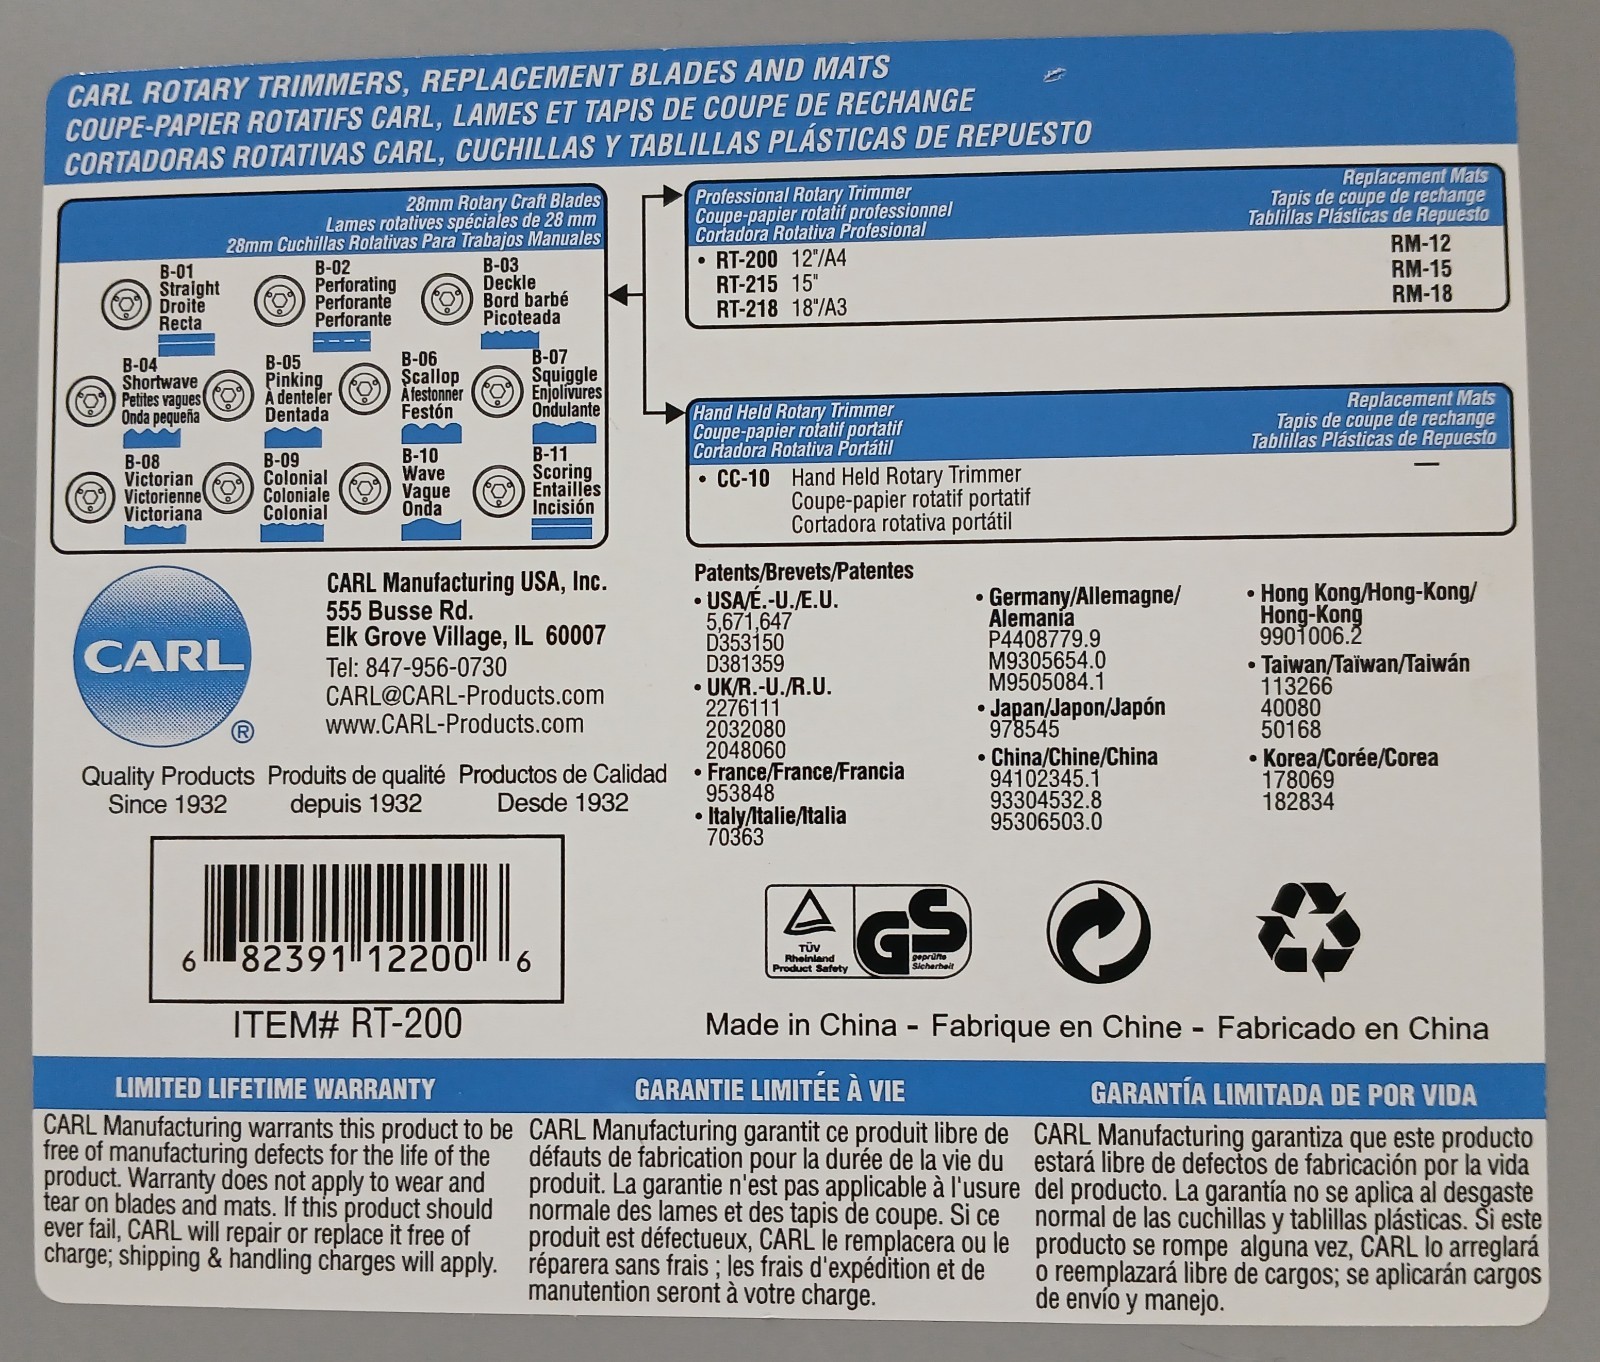 CARL ROTARY TRIMMERS, REPLACEMENT BLADES AND MATS
COUPE-PAPIER ROTATIFS CARL, LAMES ET TAPIS DE COUPE DE RECHANGE
CORTADORAS ROTATIVAS CARL, CUCHILLAS Y TABLILLAS PLÁSTICAS DE REPUESTO
28mm Rotary Craft Blades
Lames rotatives spéciales de 28 mm
28mm Cuchillas Rotativas Para Trabajos Manuales
B-01
Straight
Droite
Recta
B-02
Perforating
Perforante
Perforante
B-03
Deckle
Bord barbé
Picoteada
B-04
Shortwave
Petites vagues
Onda pequeña
B-05
Pinking
À denteler
Dentada
B-06
Scallop
À festonner
Festón
B-07
Squiggle
Enjolivures
Ondulante
B-08
Victorian
Victorienne
Victoriana
B-09
Colonial
Coloniale
Colonial
B-10
Wave
Vague
Onda
B-11
Scoring
Entailles
Incisión
Professional Rotary Trimmer
Coupe-papier rotatif professionnel
Cortadora Rotativa Profesional
Replacement Mats
Tapis de coupe de rechange
Tablillas Plásticas de Repuesto
• RT-200 12"/A4 RM-12
RT-215 15" RM-15
RT-218 18"/A3 RM-18
Hand Held Rotary Trimmer
Coupe-papier rotatif portatif
Cortadora Rotativa Portátil
Replacement Mats
Tapis de coupe de rechange
Tablillas Plásticas de Repuesto
• CC-10 Hand Held Rotary Trimmer —
Coupe-papier rotatif portatif
Cortadora rotativa portátil
CARL
®
CARL Manufacturing USA, Inc.
555 Busse Rd.
Elk Grove Village, IL 60007
Tel: 847-956-0730
CARL@CARL-Products.com
www.CARL-Products.com
Quality Products
Since 1932
Produits de qualité
depuis 1932
Productos de Calidad
Desde 1932
Patents/Brevets/Patentes
• USA/É.-U./E.U.
5,671,647
D353150
D381359
• UK/R.-U./R.U.
2276111
2032080
2048060
• France/France/Francia
953848
• Italy/Italie/Italia
70363
• Germany/Allemagne/
Alemania
P4408779.9
M9305654.0
M9505084.1
• Japan/Japon/Japón
978545
• China/Chine/China
94102345.1
93304532.8
95306503.0
• Hong Kong/Hong-Kong/
Hong-Kong
9901006.2
• Taiwan/Taïwan/Taiwán
113266
40080
50168
• Korea/Corée/Corea
178069
182834
6 82391 12200 6
ITEM# RT-200
TÜV
Rheinland
Product Safety
GS
geprüfte
Sicherheit
Made in China - Fabrique en Chine - Fabricado en China
LIMITED LIFETIME WARRANTY
CARL Manufacturing warrants this product to be
free of manufacturing defects for the life of the
product. Warranty does not apply to wear and
tear on blades and mats. If this product should
ever fail, CARL will repair or replace it free of
charge; shipping & handling charges will apply.
GARANTIE LIMITÉE À VIE
CARL Manufacturing garantit ce produit libre de
défauts de fabrication pour la durée de la vie du
produit. La garantie n'est pas applicable à l'usure
normale des lames et des tapis de coupe. Si ce
produit est défectueux, CARL le remplacera ou le
réparera sans frais ; les frais d'expédition et de
manutention seront à votre charge.
GARANTÍA LIMITADA DE POR VIDA
CARL Manufacturing garantiza que este producto
estará libre de defectos de fabricación por la vida
del producto. La garantía no se aplica al desgaste
normal de las cuchillas y tablillas plásticas. Si este
producto se rompe alguna vez, CARL lo arreglará
o reemplazará libre de cargos; se aplicarán cargos
de envío y manejo.